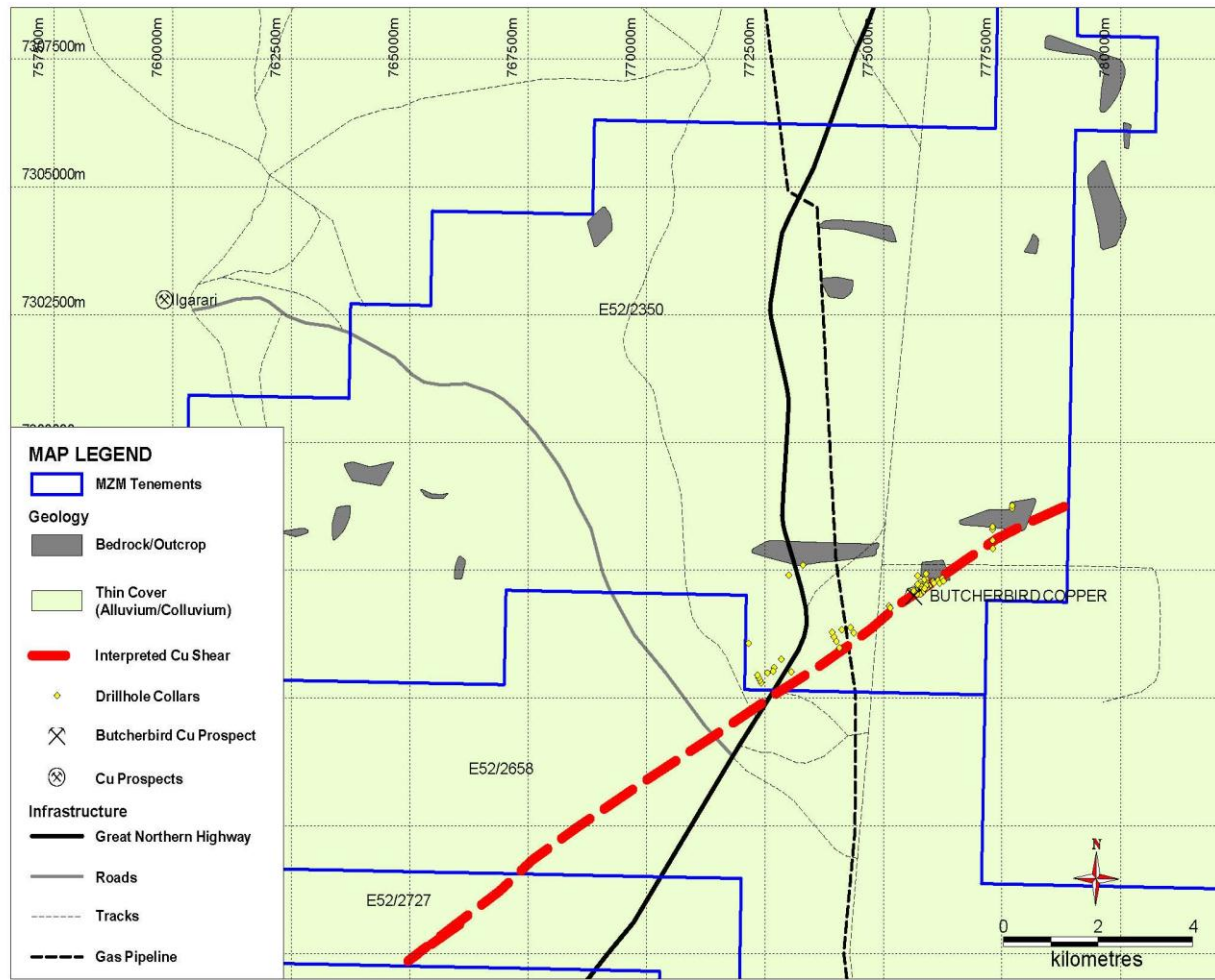 757500m
760000m
762500m
765000m
767500m
770000m
772500m
775000m
777500m
780000m
7307500m
7305000m
Ilgarari
7302500m
E52/2350
MAP LEGEND
MZM Tenements
Geology
Bedrock/Outcrop
Thin Cover
(Alluvium/Colluvium)
Interpreted Cu Shear
Drillhole Collars
Butcherbird Cu Prospect
Cu Prospects
Infrastructure
Great Northern Highway
Roads
Tracks
Gas Pipeline
BUTCHERBIRD COPPER
E52/2658
E52/2727
N
0 2 4
kilometres